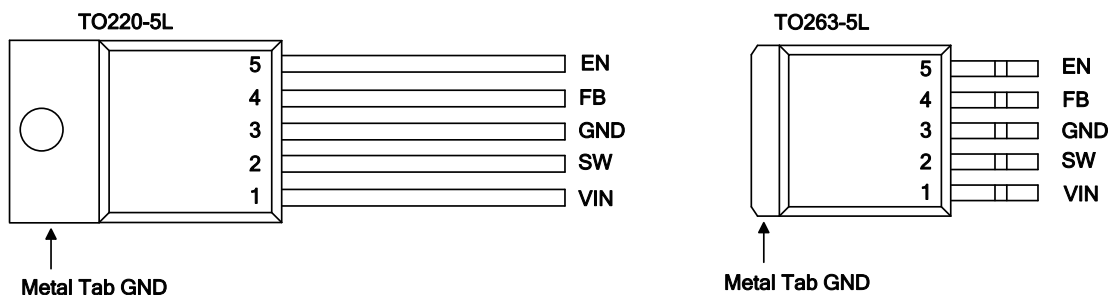 TO220-5L
5 EN
4 FB
3 GND
2 SW
1 VIN
Metal Tab GND
TO263-5L
5 EN
4 FB
3 GND
2 SW
1 VIN
Metal Tab GND